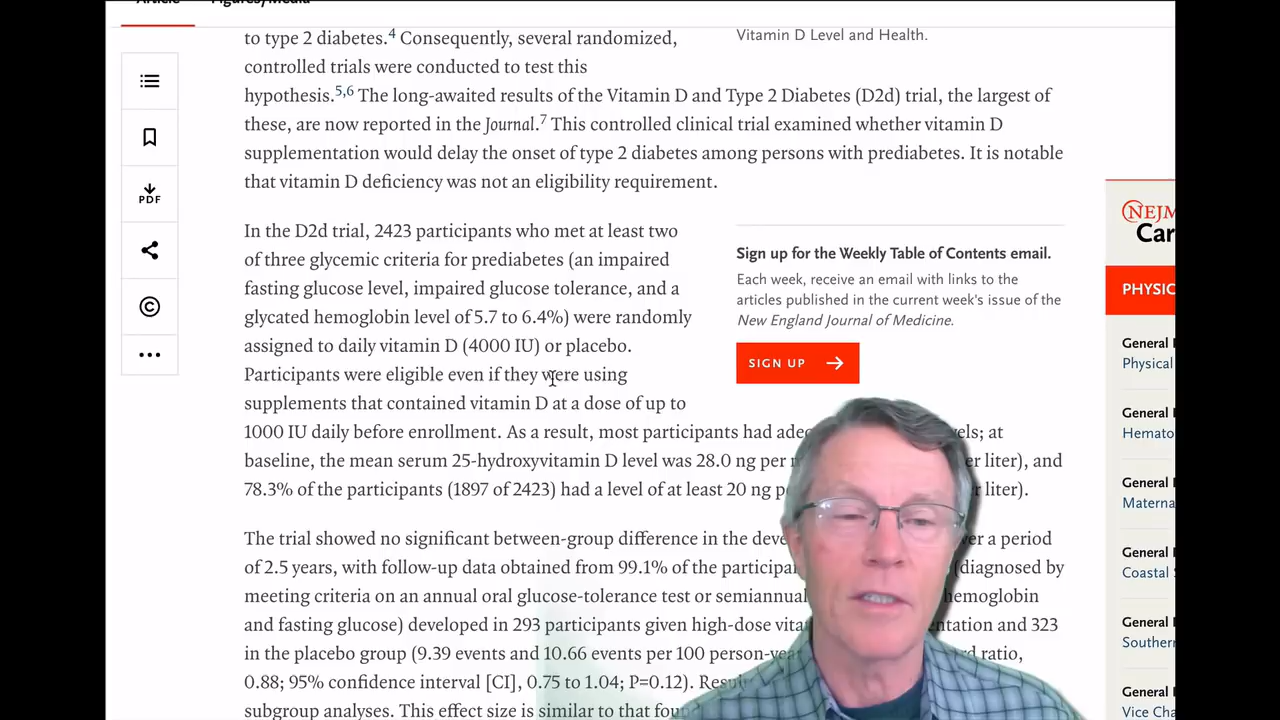 Article Figures/Media
to type 2 diabetes.4 Consequently, several randomized,
controlled trials were conducted to test this
hypothesis.5,6 The long-awaited results of the Vitamin D and Type 2 Diabetes (D2d) trial, the largest of
these, are now reported in the Journal.7 This controlled clinical trial examined whether vitamin D
supplementation would delay the onset of type 2 diabetes among persons with prediabetes. It is notable
that vitamin D deficiency was not an eligibility requirement.
In the D2d trial, 2423 participants who met at least two
of three glycemic criteria for prediabetes (an impaired
fasting glucose level, impaired glucose tolerance, and a
glycated hemoglobin level of 5.7 to 6.4%) were randomly
assigned to daily vitamin D (4000 IU) or placebo.
Participants were eligible even if they were using
supplements that contained vitamin D at a dose of up to
1000 IU daily before enrollment. As a result, most participants had at
baseline, the mean serum 25-hydroxyvitamin D level was 28.0 ng per liter), and
78.3% of the participants (1897 of 2423) had a level of at least 20 ng liter).
The trial showed no significant between-group difference in the a period
of 2.5 years, with follow-up data obtained from 99.1% of the (diagnosed by
meeting criteria on an annual oral glucose-tolerance test or hemoglobin
and fasting glucose) developed in 293 participants given high-dose and 323
in the placebo group (9.39 events and 10.66 events per 100 ratio,
0.88; 95% confidence interval [CI], 0.75 to 1.04; P=0.12).
subgroup analyses. This effect size is similar to that
Vitamin D Level and Health.
Sign up for the Weekly Table of Contents email.
Each week, receive an email with links to the
articles published in the current week's issue of the
New England Journal of Medicine.
SIGN UP
PDF
NEJM
Car
PHYSIC
General
Physical
General
Hemato
General
Materna
General
Coastal
General
Southern
General
Vice Cha